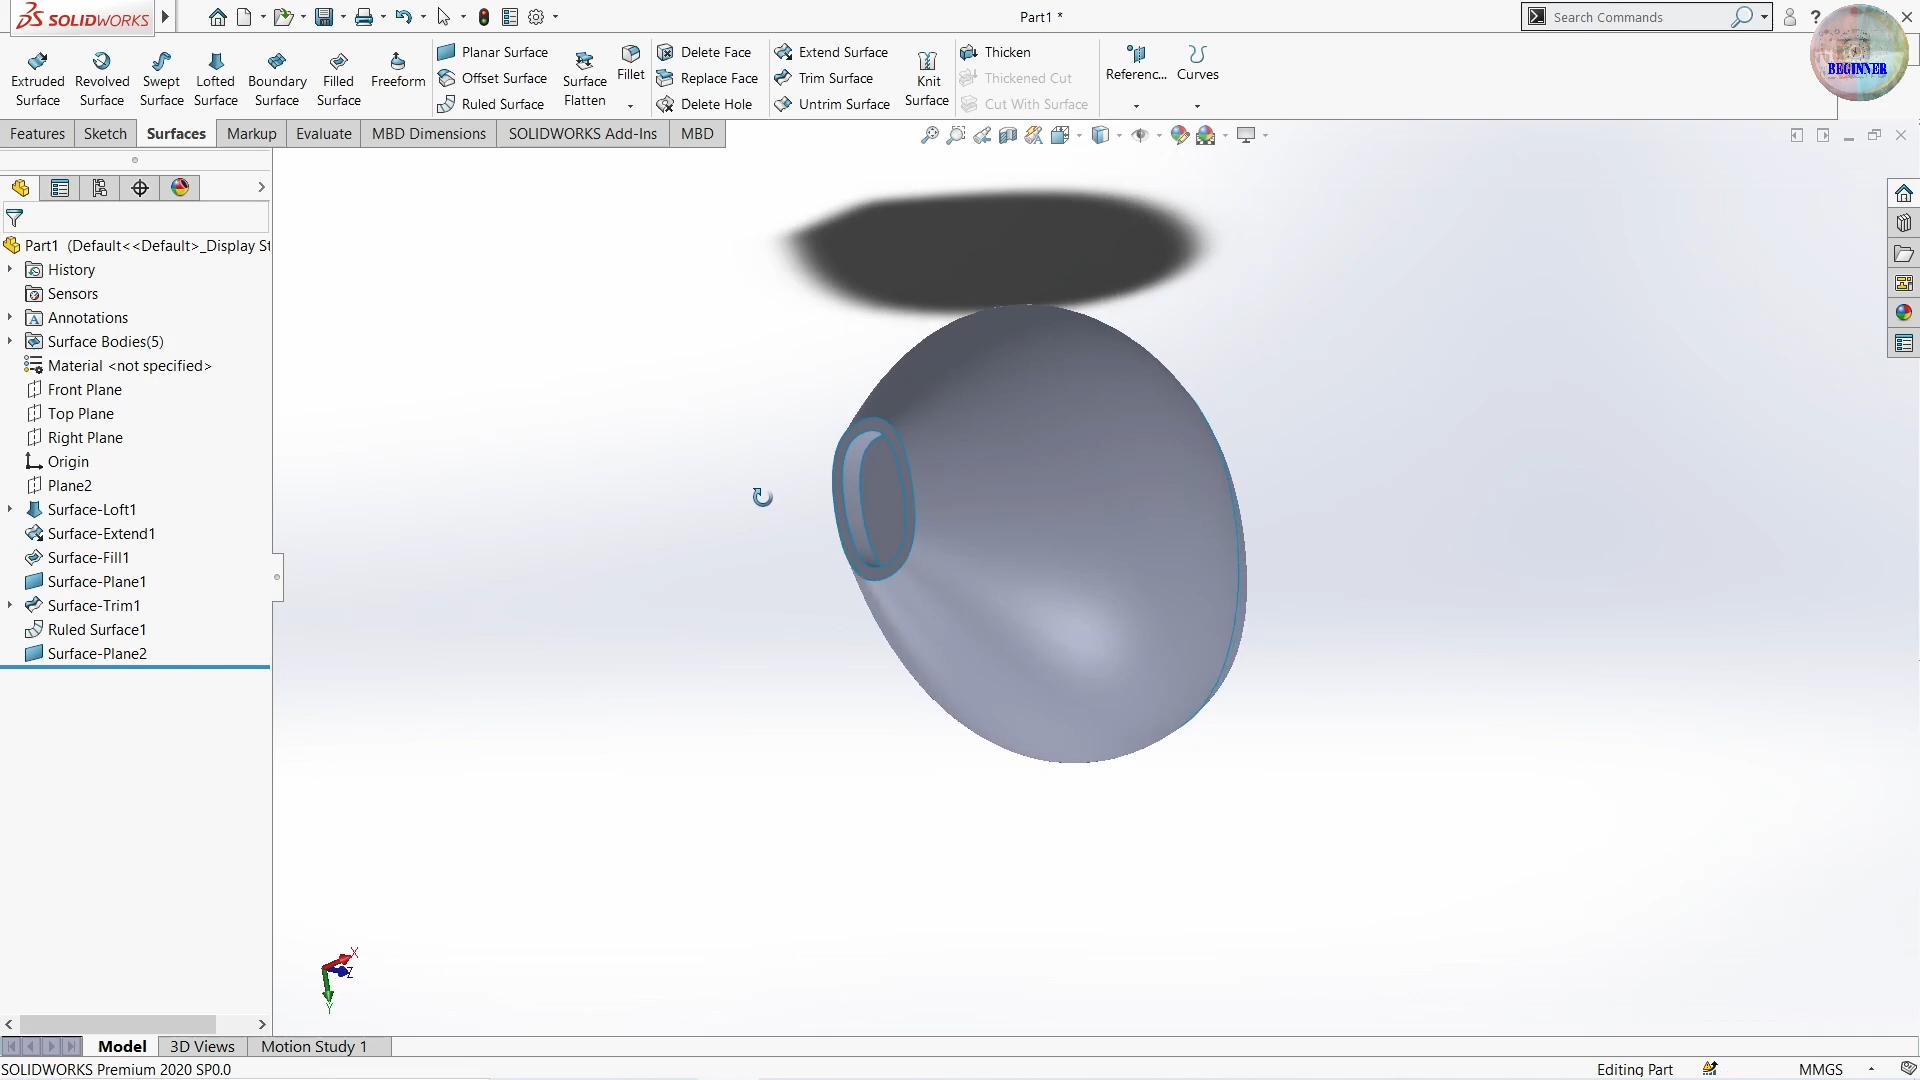 SOLIDWORKS
Part1 *
Search Commands
?
BEGINNER
Extruded Surface
Revolved Surface
Swept Surface
Lofted Surface
Boundary Surface
Filled Surface
Freeform
Planar Surface
Offset Surface
Ruled Surface
Surface Flatten
Fillet
Delete Face
Replace Face
Delete Hole
Extend Surface
Trim Surface
Untrim Surface
Knit Surface
Thicken
Thickened Cut
Cut With Surface
Referenc...
Curves
Features
Sketch
Surfaces
Markup
Evaluate
MBD Dimensions
SOLIDWORKS Add-Ins
MBD
Part1 (Default<<Default>_Display St
History
Sensors
Annotations
Surface Bodies(5)
Material <not specified>
Front Plane
Top Plane
Right Plane
Origin
Plane2
Surface-Loft1
Surface-Extend1
Surface-Fill1
Surface-Plane1
Surface-Trim1
Ruled Surface1
Surface-Plane2
X
Z
Y
Model
3D Views
Motion Study 1
SOLIDWORKS Premium 2020 SP0.0
Editing Part
MMGS